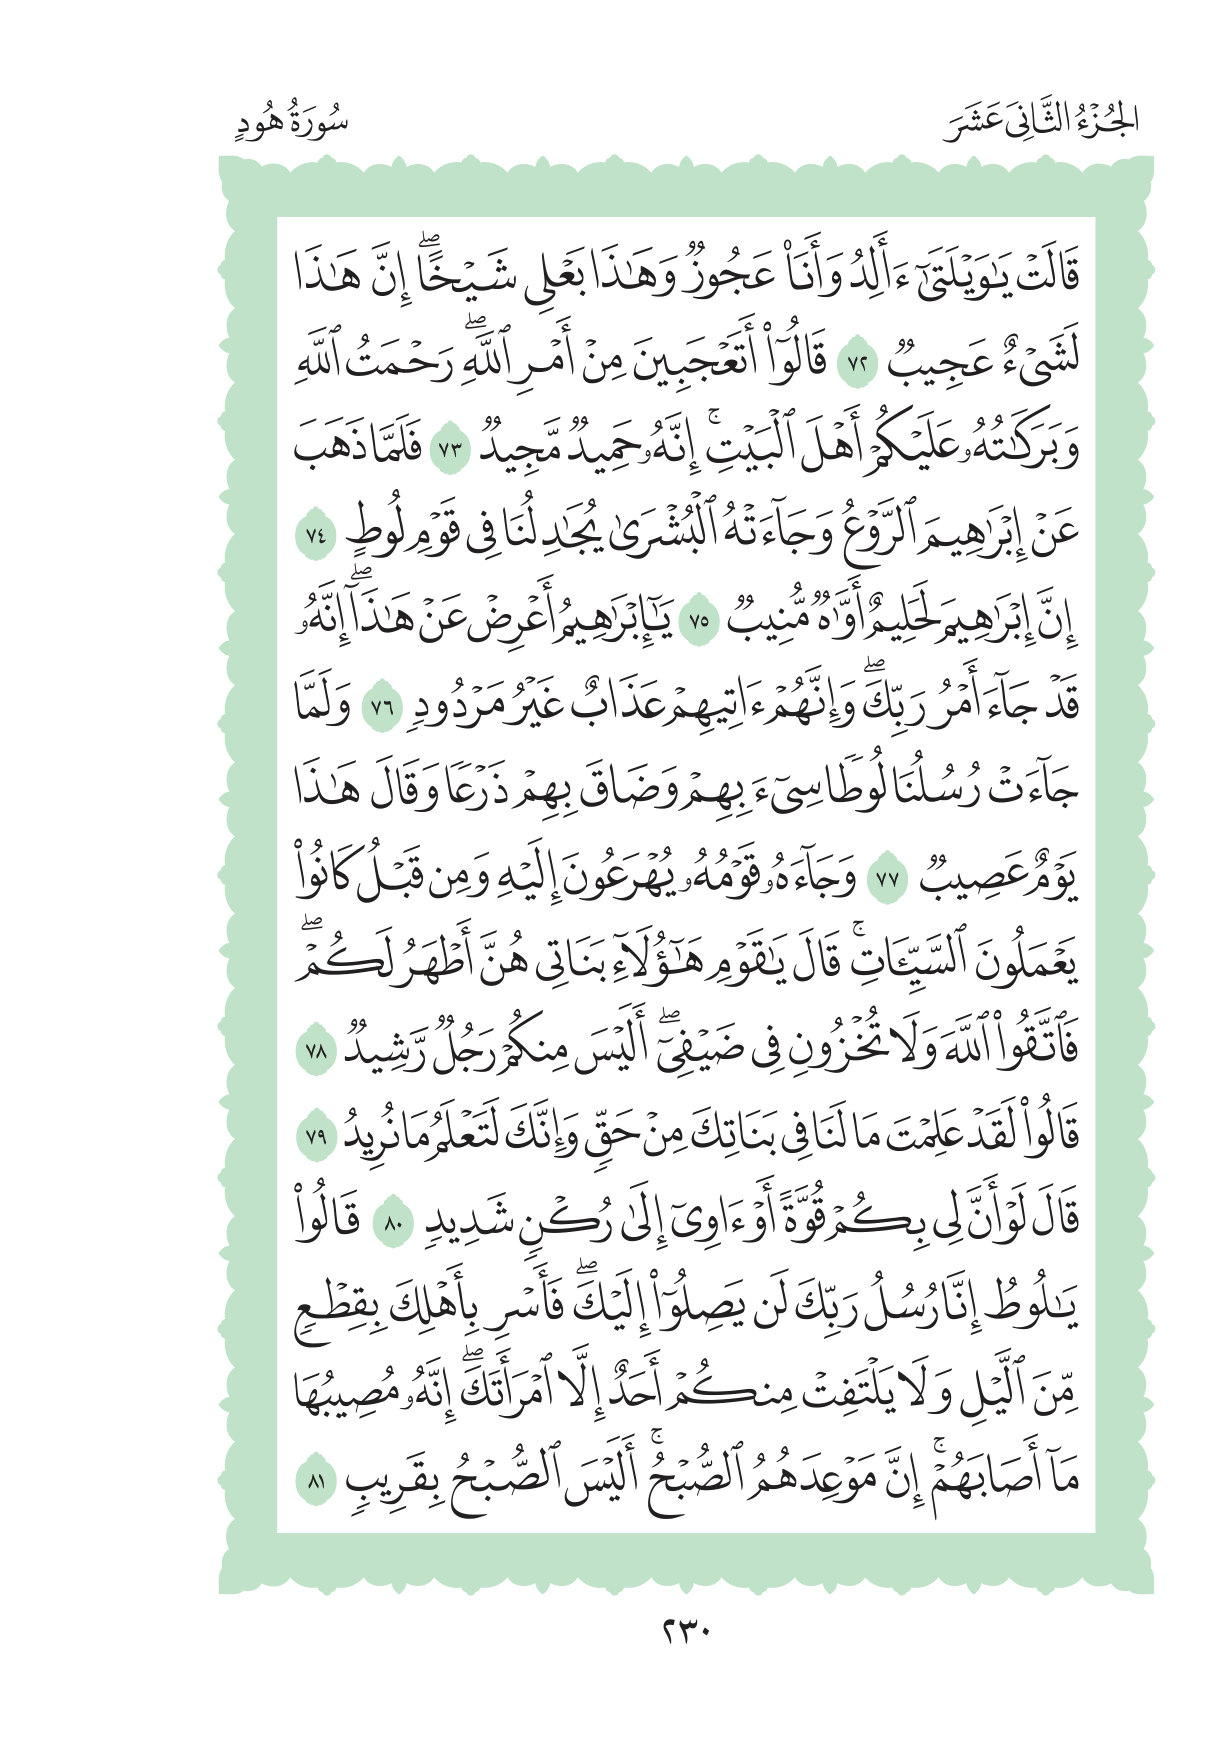 الجُزْءُ الثَّانِيَ عَشَرَ
سُورَةُ هُودٍ
قَالَتۡ يَٰوَيۡلَتَىٰٓ ءَأَلِدُ وَأَنَا۠ عَجُوزٞ وَهَٰذَا بَعۡلِي شَيۡخًاۖ إِنَّ هَٰذَا
لَشَيۡءٌ عَجِيبٞ ٧٢ قَالُوٓاْ أَتَعۡجَبِينَ مِنۡ أَمۡرِ ٱللَّهِۖ رَحۡمَتُ ٱللَّهِ
وَبَرَكَٰتُهُۥ عَلَيۡكُمۡ أَهۡلَ ٱلۡبَيۡتِۚ إِنَّهُۥ حَمِيدٞ مَّجِيدٞ ٧٣ فَلَمَّا ذَهَبَ
عَنۡ إِبۡرَٰهِيمَ ٱلرَّوۡعُ وَجَآءَتۡهُ ٱلۡبُشۡرَىٰ يُجَٰدِلُنَا فِي قَوۡمِ لُوطٍ ٧٤
إِنَّ إِبۡرَٰهِيمَ لَحَلِيمٌ أَوَّٰهٞ مُّنِيبٞ ٧٥ يَٰٓإِبۡرَٰهِيمُ أَعۡرِضۡ عَنۡ هَٰذَآۖ إِنَّهُۥ
قَدۡ جَآءَ أَمۡرُ رَبِّكَۖ وَإِنَّهُمۡ ءَاتِيهِمۡ عَذَابٌ غَيۡرُ مَرۡدُودٖ ٧٦ وَلَمَّا
جَآءَتۡ رُسُلُنَا لُوطٗا سِيٓءَ بِهِمۡ وَضَاقَ بِهِمۡ ذَرۡعٗا وَقَالَ هَٰذَا
يَوۡمٌ عَصِيبٞ ٧٧ وَجَآءَهُۥ قَوۡمُهُۥ يُهۡرَعُونَ إِلَيۡهِ وَمِن قَبۡلُ كَانُواْ
يَعۡمَلُونَ ٱلسَّيِّـَٔاتِۚ قَالَ يَٰقَوۡمِ هَٰٓؤُلَآءِ بَنَاتِي هُنَّ أَطۡهَرُ لَكُمۡۖ
فَٱتَّقُواْ ٱللَّهَ وَلَا تُخۡزُونِ فِي ضَيۡفِيٓۖ أَلَيۡسَ مِنكُمۡ رَجُلٞ رَّشِيدٞ ٧٨
قَالُواْ لَقَدۡ عَلِمۡتَ مَا لَنَا فِي بَنَاتِكَ مِنۡ حَقّٖ وَإِنَّكَ لَتَعۡلَمُ مَا نُرِيدُ ٧٩
قَالَ لَوۡ أَنَّ لِي بِكُمۡ قُوَّةً أَوۡ ءَاوِيٓ إِلَىٰ رُكۡنٖ شَدِيدٖ ٨٠ قَالُواْ
يَٰلُوطُ إِنَّا رُسُلُ رَبِّكَ لَن يَصِلُوٓاْ إِلَيۡكَۖ فَأَسۡرِ بِأَهۡلِكَ بِقِطۡعٖ
مِّنَ ٱلَّيۡلِ وَلَا يَلۡتَفِتۡ مِنكُمۡ أَحَدٌ إِلَّا ٱمۡرَأَتَكَۖ إِنَّهُۥ مُصِيبُهَا
مَآ أَصَابَهُمۡۚ إِنَّ مَوۡعِدَهُمُ ٱلصُّبۡحُۚ أَلَيۡسَ ٱلصُّبۡحُ بِقَرِيبٖ ٨١
٢٣٠